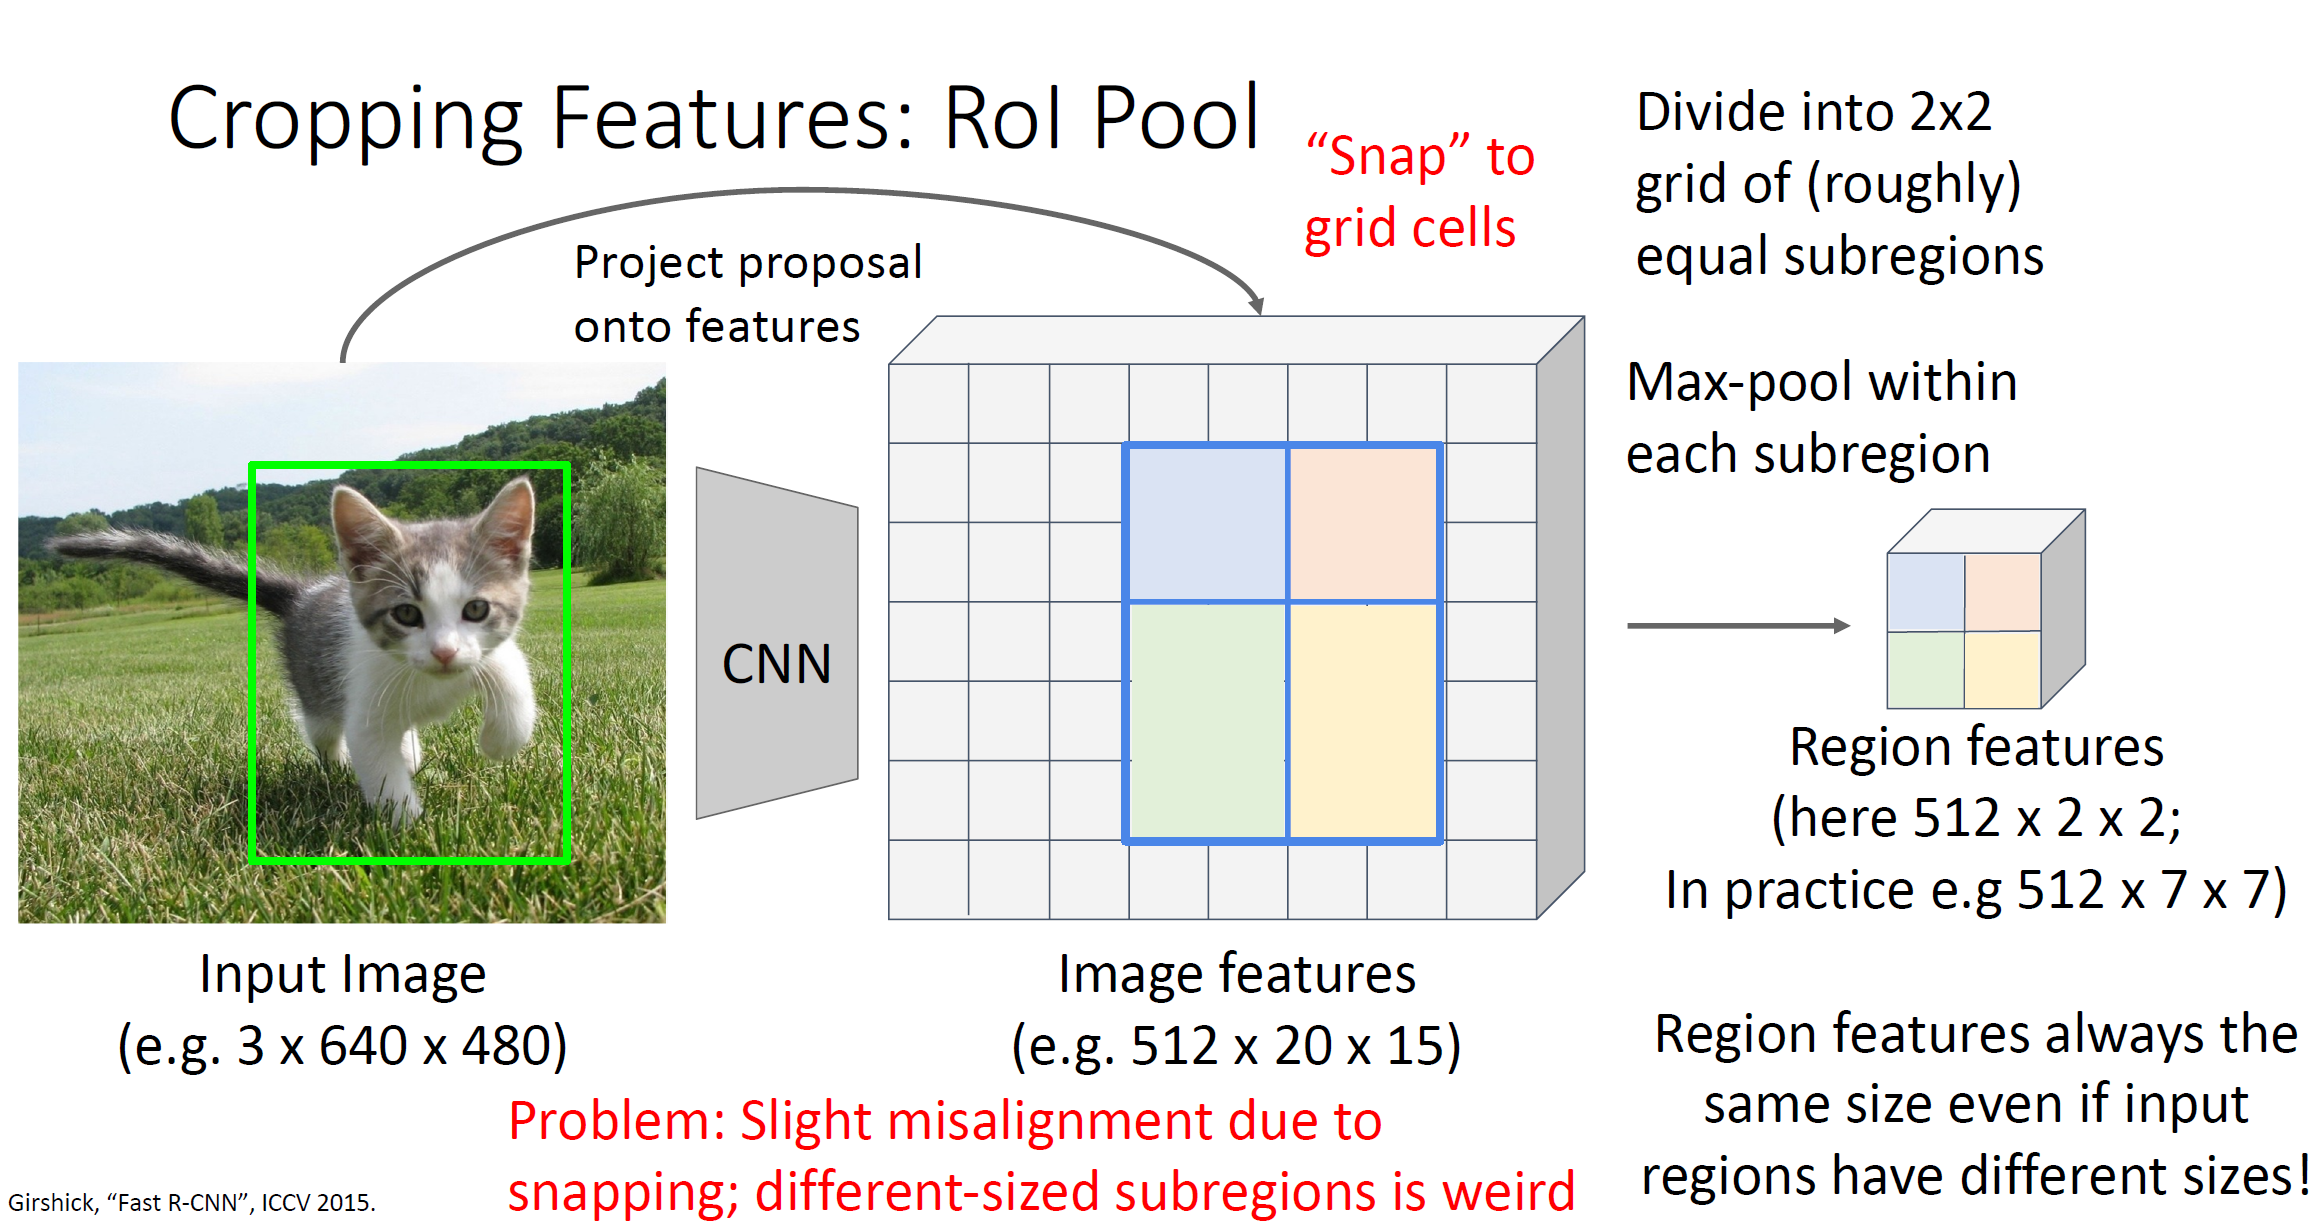 Cropping Features: RoI Pool
“Snap” to
grid cells
Divide into 2x2
grid of (roughly)
equal subregions
Project proposal
onto features
Max-pool within
each subregion
CNN
Region features
(here 512 x 2 x 2;
In practice e.g 512 x 7 x 7)
Input Image
(e.g. 3 x 640 x 480)
Image features
(e.g. 512 x 20 x 15)
Region features always the
same size even if input
regions have different sizes!
Problem: Slight misalignment due to
snapping; different-sized subregions is weird
Girshick, “Fast R-CNN”, ICCV 2015.